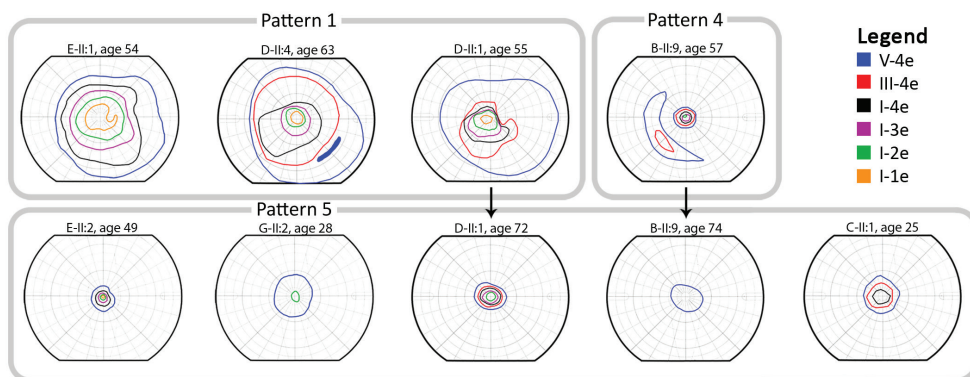 Pattern 1
Pattern 4
E-II:1, age 54
D-II:4, age 63
D-II:1, age 55
B-II:9, age 57
Legend
V-4e
III-4e
I-4e
I-3e
I-2e
I-1e
Pattern 5
E-II:2, age 49
G-II:2, age 28
D-II:1, age 72
B-II:9, age 74
C-II:1, age 25